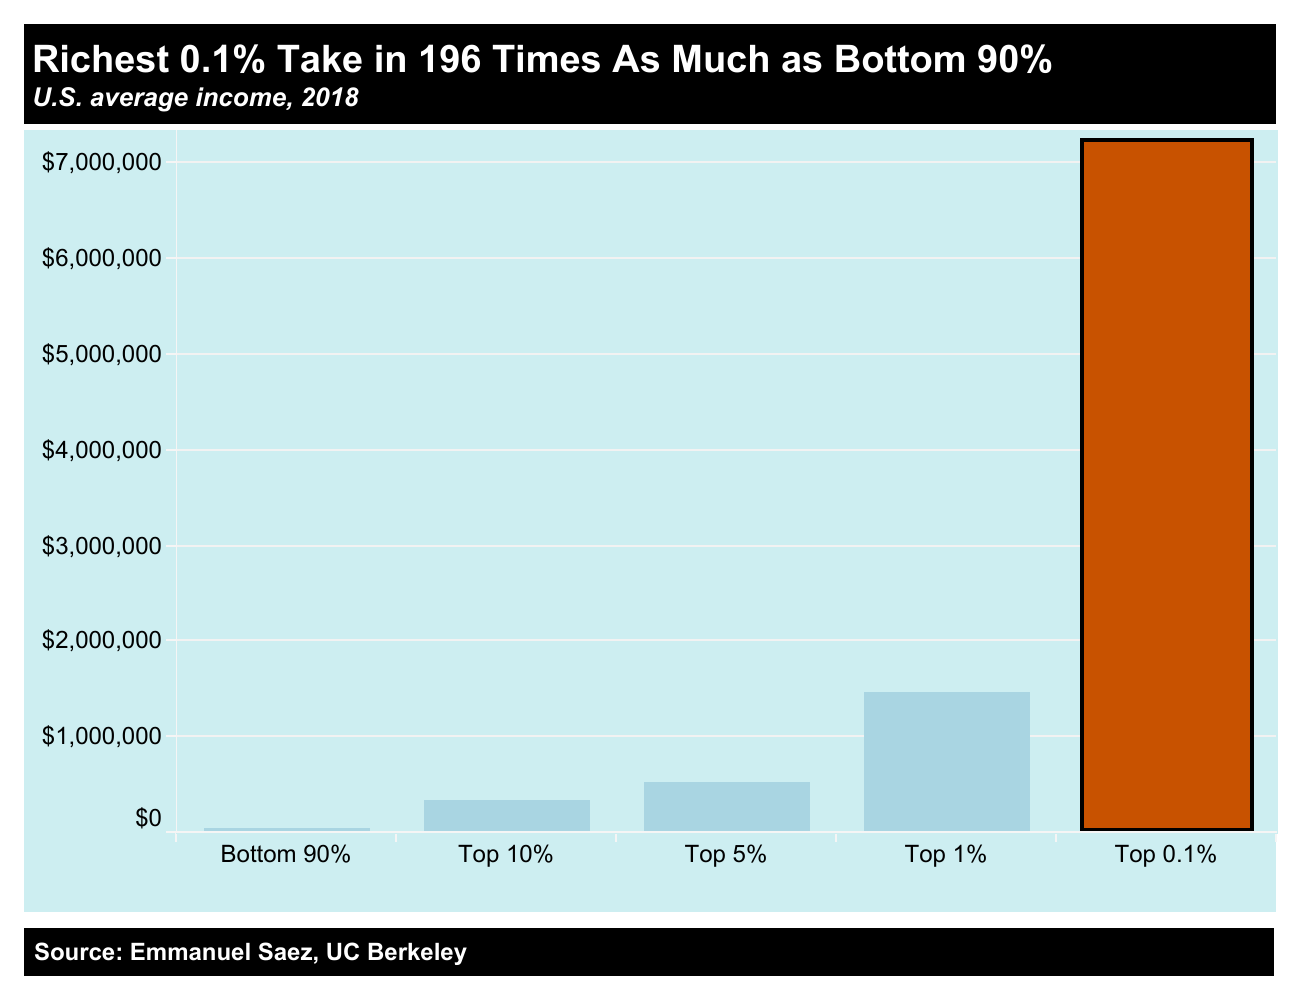 Richest 0.1% Take in 196 Times As Much as Bottom 90%
U.S. average income, 2018
$7,000,000
$6,000,000
$5,000,000
$4,000,000
$3,000,000
$2,000,000
$1,000,000
$0
Bottom 90% Top 10% Top 5% Top 1% Top 0.1%
Source: Emmanuel Saez, UC Berkeley